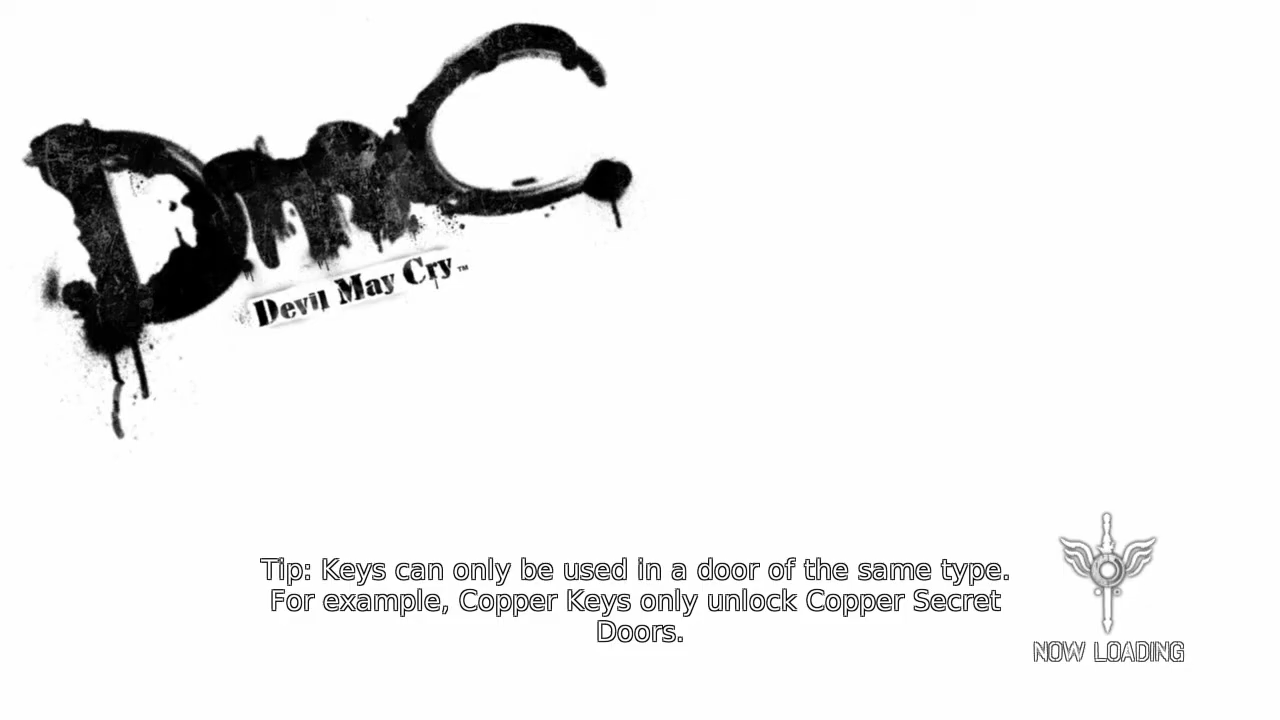 DmC
Devil May Cry™
Tip: Keys can only be used in a door of the same type.
For example, Copper Keys only unlock Copper Secret
Doors.
NOW LOADING